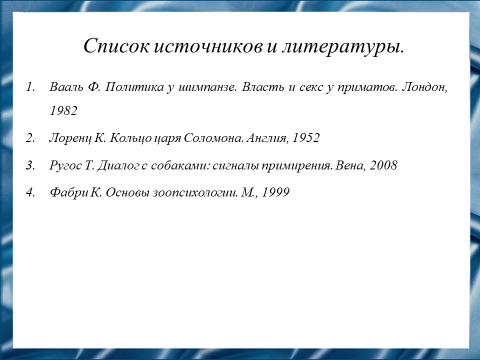 Список источников и литературы.
1. Вааль Ф. Политика у шимпанзе. Власть и секс у приматов. Лондон,
1982
2. Лоренц К. Кольцо царя Соломона. Англия, 1952
3. Ругос Т. Диалог с собаками: сигналы примирения. Вена, 2008
4. Фабри К. Основы зоопсихологии. М., 1999